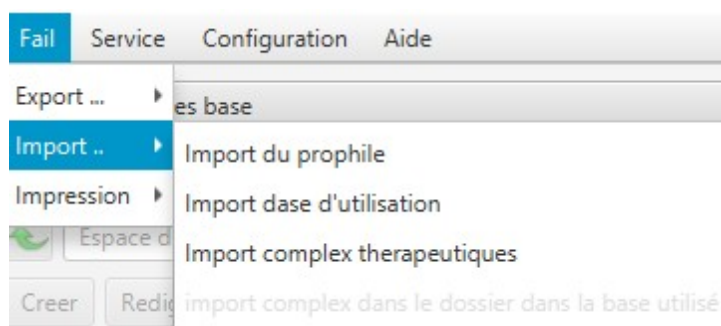 Fail Service Configuration Aide
Export ...
es base
Import ..
Import du prophile
Impression
Import dase d'utilisation
Espace d
Import complex therapeutiques
Creer Redig
import complex dans le dossier dans la base utilisé